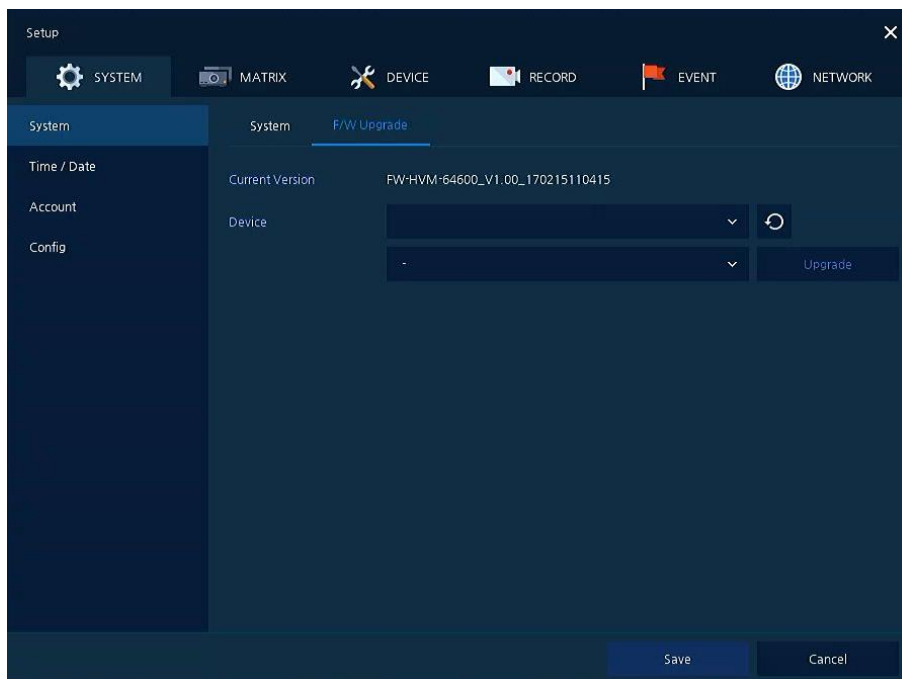 Setup
SYSTEM MATRIX DEVICE RECORD EVENT NETWORK
System
System F/W Upgrade
Time / Date
Current Version FW-HVM-64600_V1.00_170215110415
Account
Device
Config
- Upgrade
Save Cancel